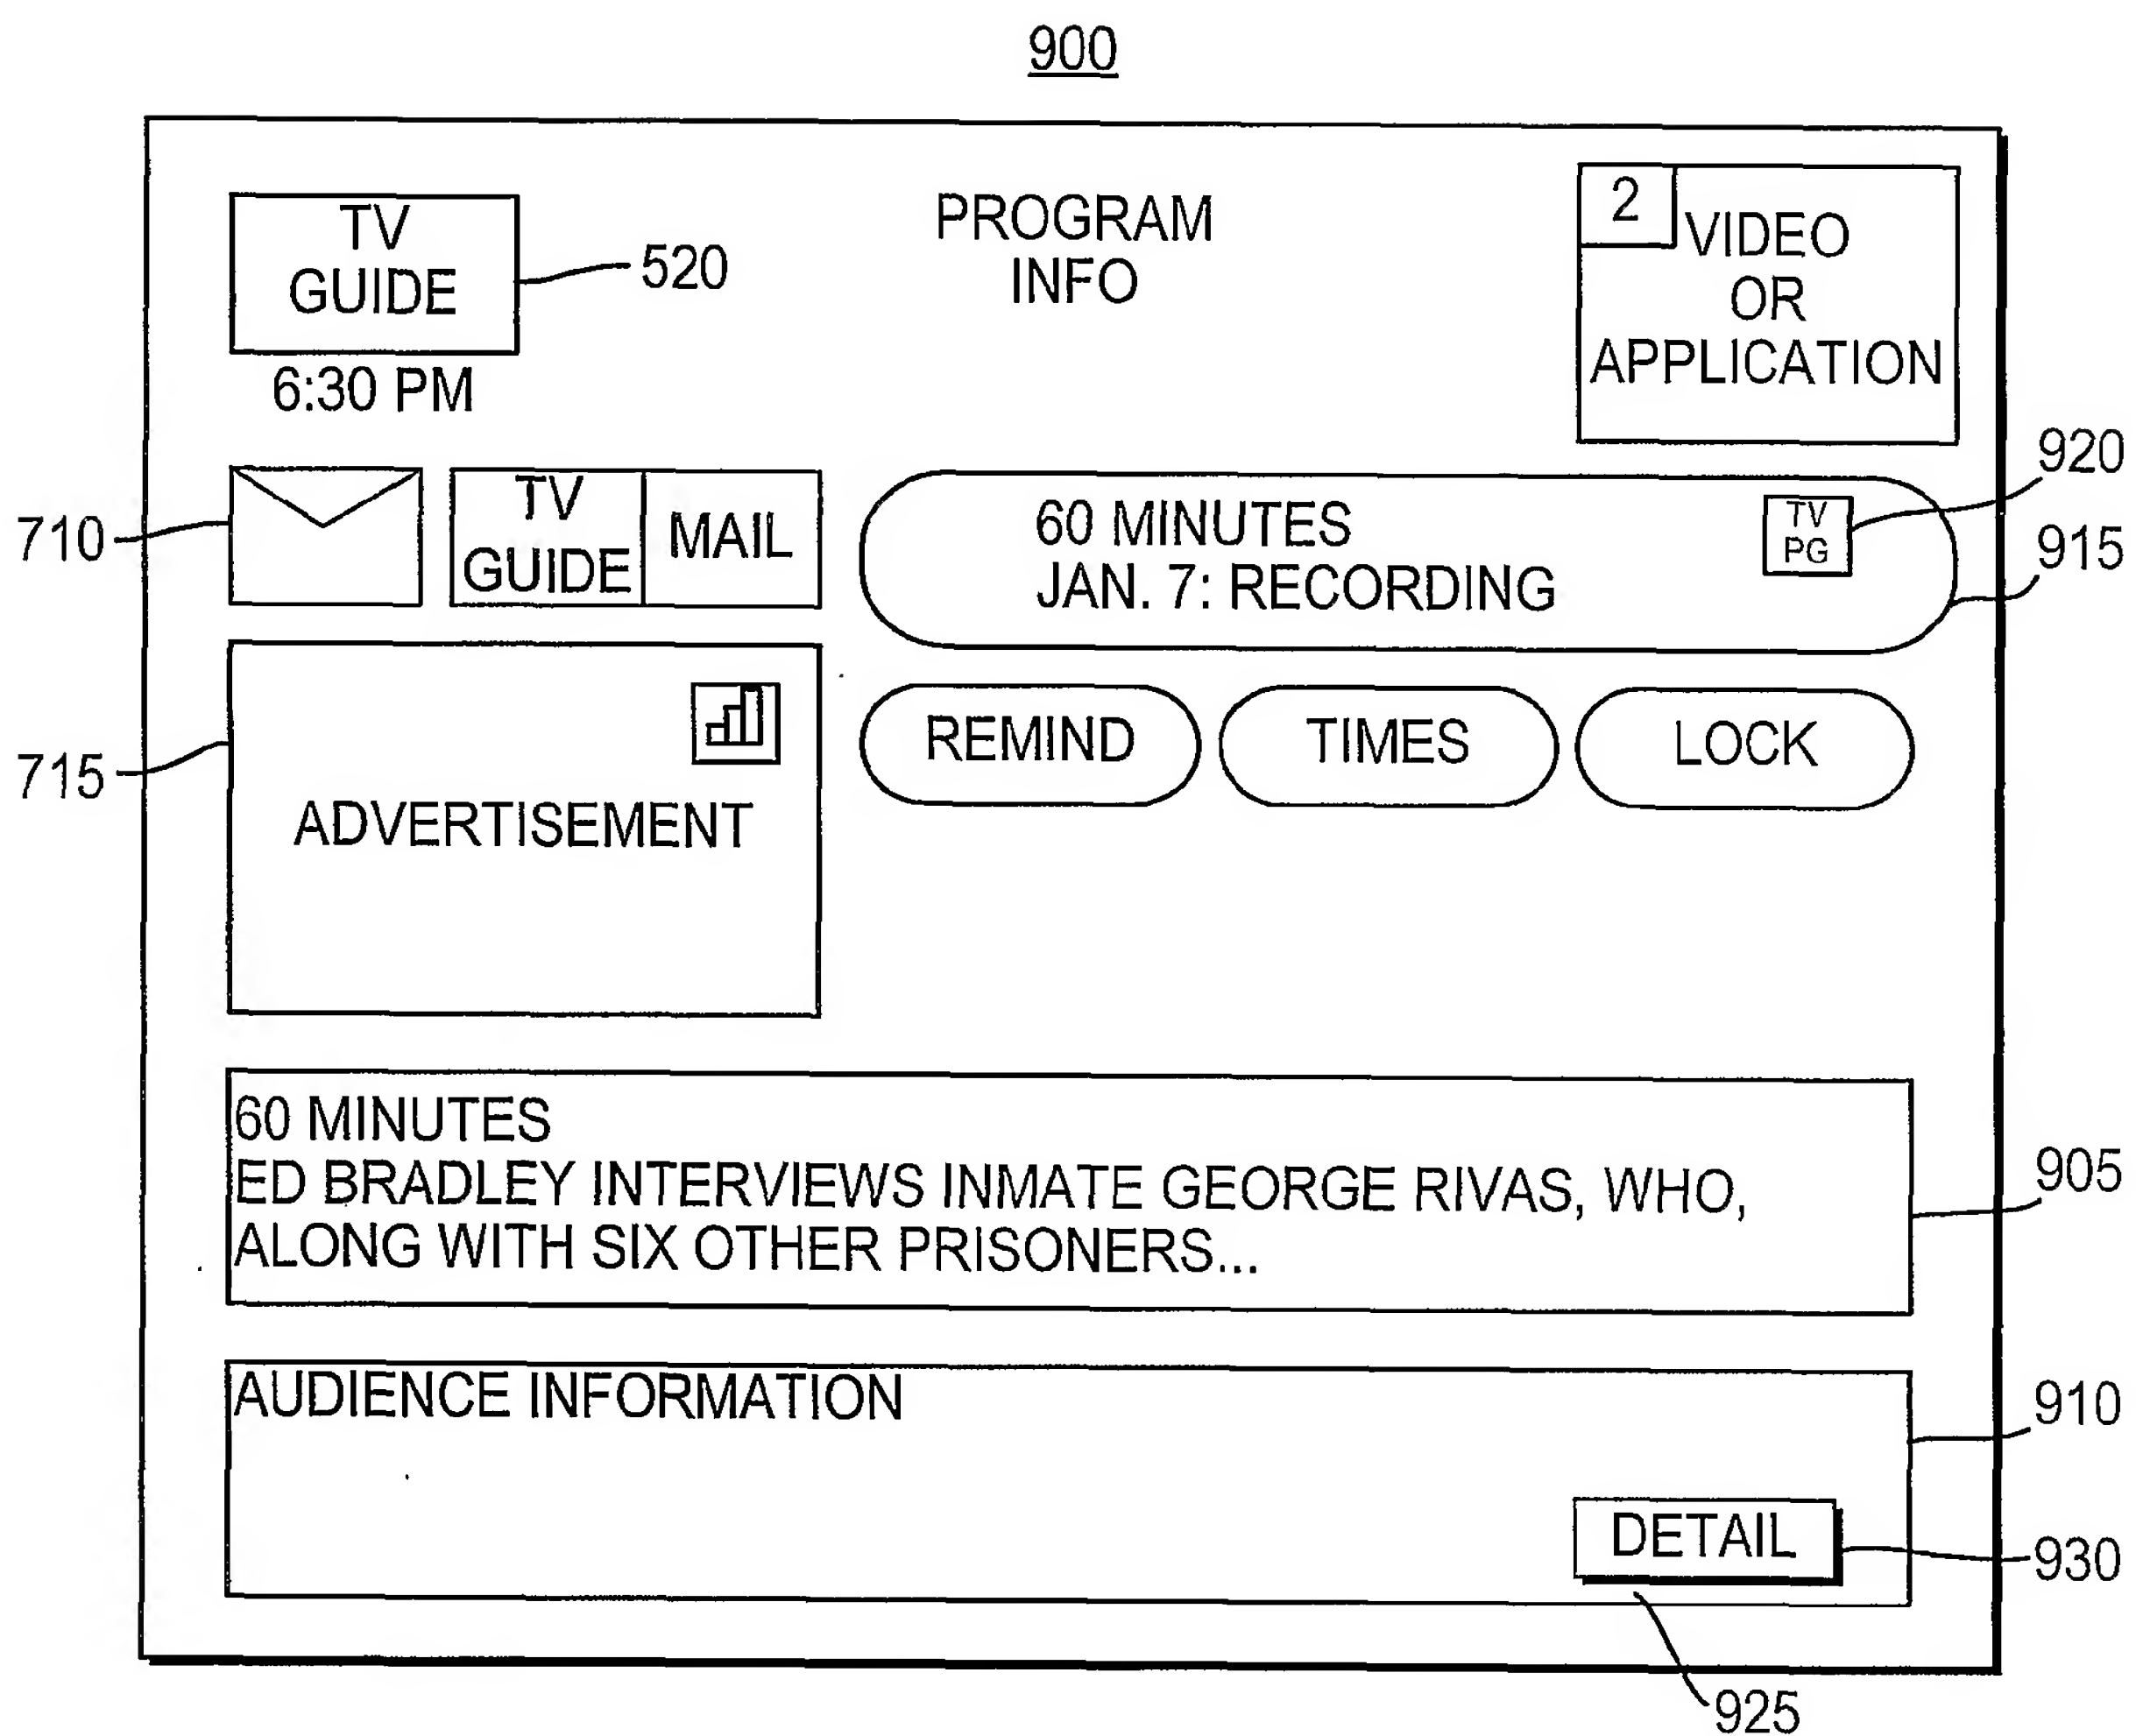 900
TV
GUIDE
520
6:30 PM
PROGRAM
INFO
2
VIDEO
OR
APPLICATION
710
TV
GUIDE
MAIL
60 MINUTES
JAN. 7: RECORDING
TV
PG
920
915
715
ADVERTISEMENT
REMIND
TIMES
LOCK
60 MINUTES
ED BRADLEY INTERVIEWS INMATE GEORGE RIVAS, WHO,
ALONG WITH SIX OTHER PRISONERS...
905
AUDIENCE INFORMATION
910
DETAIL
930
925